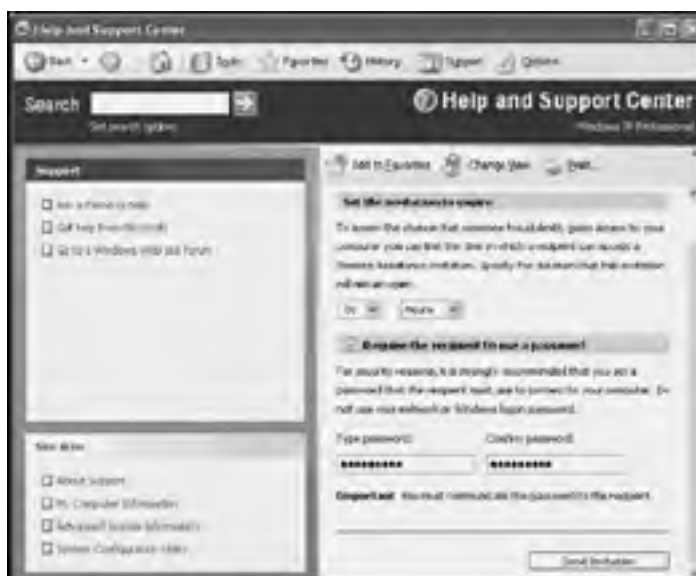 Help and Support Center
Back
Favorites History Support Options
Search
Set search options
Help and Support Center
Windows XP Professional
Add to Favorites Change View Print...
Support
Ask a friend to help
Get help from Microsoft
Go to a Windows Web site forum
Set the invitation to expire
To lessen the chance that someone fraudulently gains access to your
computer you can limit the time in which a recipient can accept a
Remote Assistance invitation. Specify the duration that this invitation
will remain open.
01 Hours
Require the recipient to use a password
For security reasons, it is strongly recommended that you set a
password that the recipient must use to connect to your computer. Do
not use your network or Windows logon password.
Type password: Confirm password:
Important You must communicate the password to the recipient.
See Also
About Support
My Computer Information
Advanced System Information
System Configuration Utility
Send Invitation